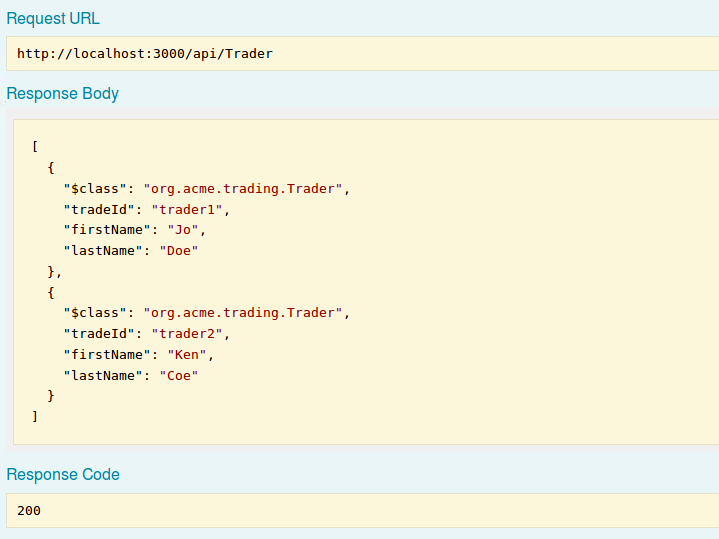 Request URL
http://localhost:3000/api/Trader
Response Body
[
  {
    "$class": "org.acme.trading.Trader",
    "tradeId": "trader1",
    "firstName": "Jo",
    "lastName": "Doe"
  },
  {
    "$class": "org.acme.trading.Trader",
    "tradeId": "trader2",
    "firstName": "Ken",
    "lastName": "Coe"
  }
]
Response Code
200